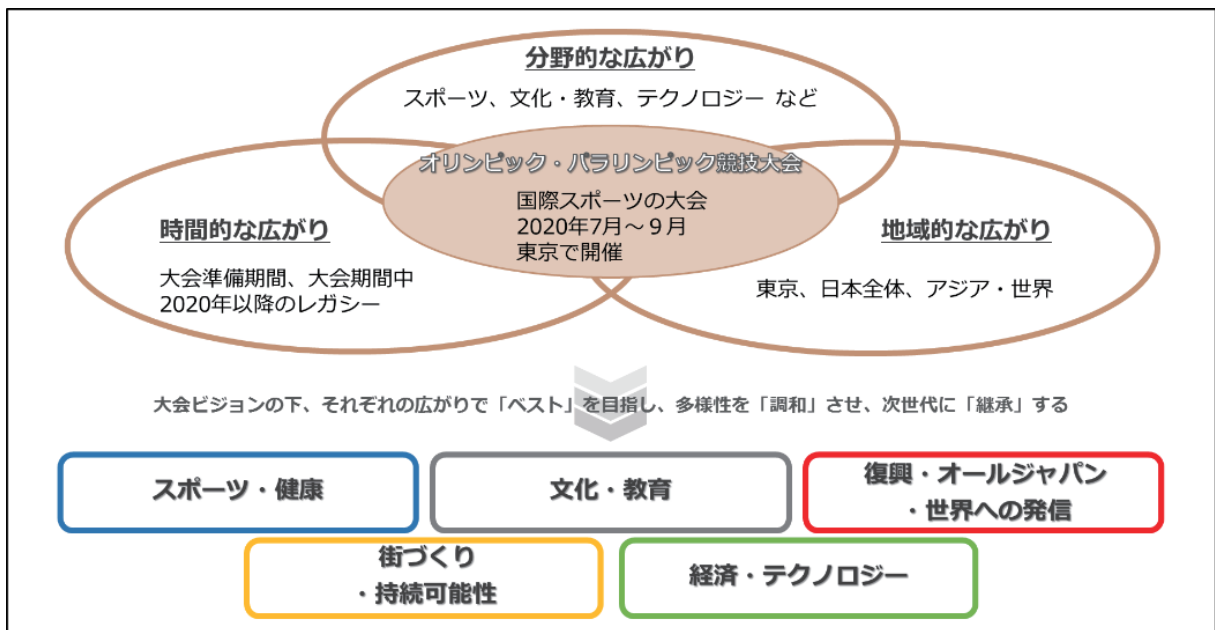 分野的な広がり
スポーツ、文化・教育、テクノロジー など
オリンピック・パラリンピック競技大会
国際スポーツの大会
2020年7月～９月
東京で開催
時間的な広がり
大会準備期間、大会期間中
2020年以降のレガシー
地域的な広がり
東京、日本全体、アジア・世界
大会ビジョンの下、それぞれの広がりで「ベスト」を目指し、多様性を「調和」させ、次世代に「継承」する
スポーツ・健康
文化・教育
復興・オールジャパン
・世界への発信
街づくり
・持続可能性
経済・テクノロジー